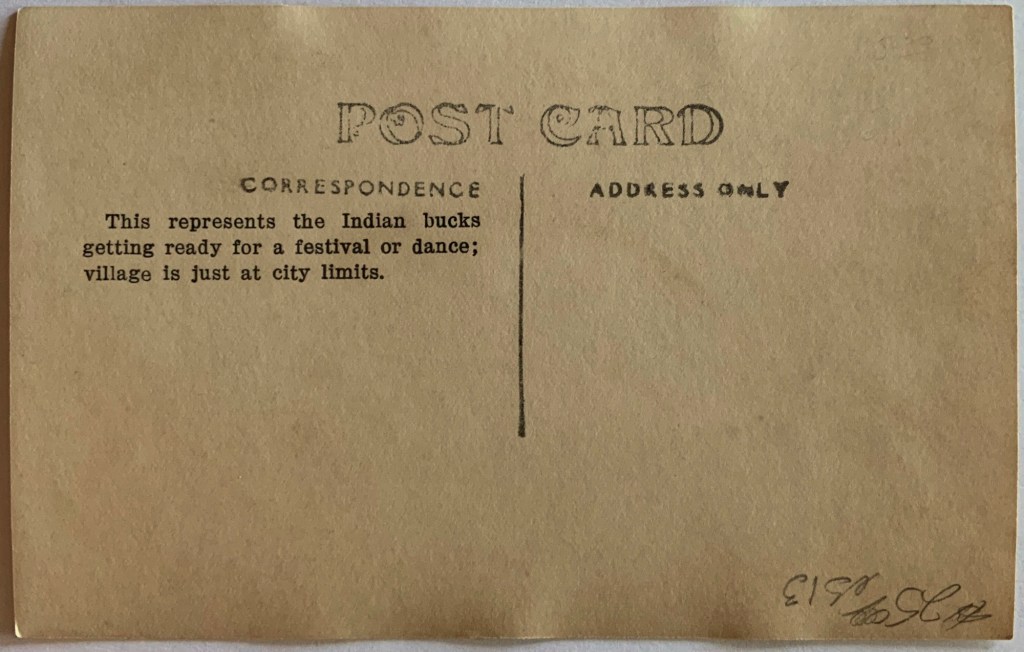 POST CARD
CORRESPONDENCE
ADDRESS ONLY
This represents the Indian bucks
getting ready for a festival or dance;
village is just at city limits.